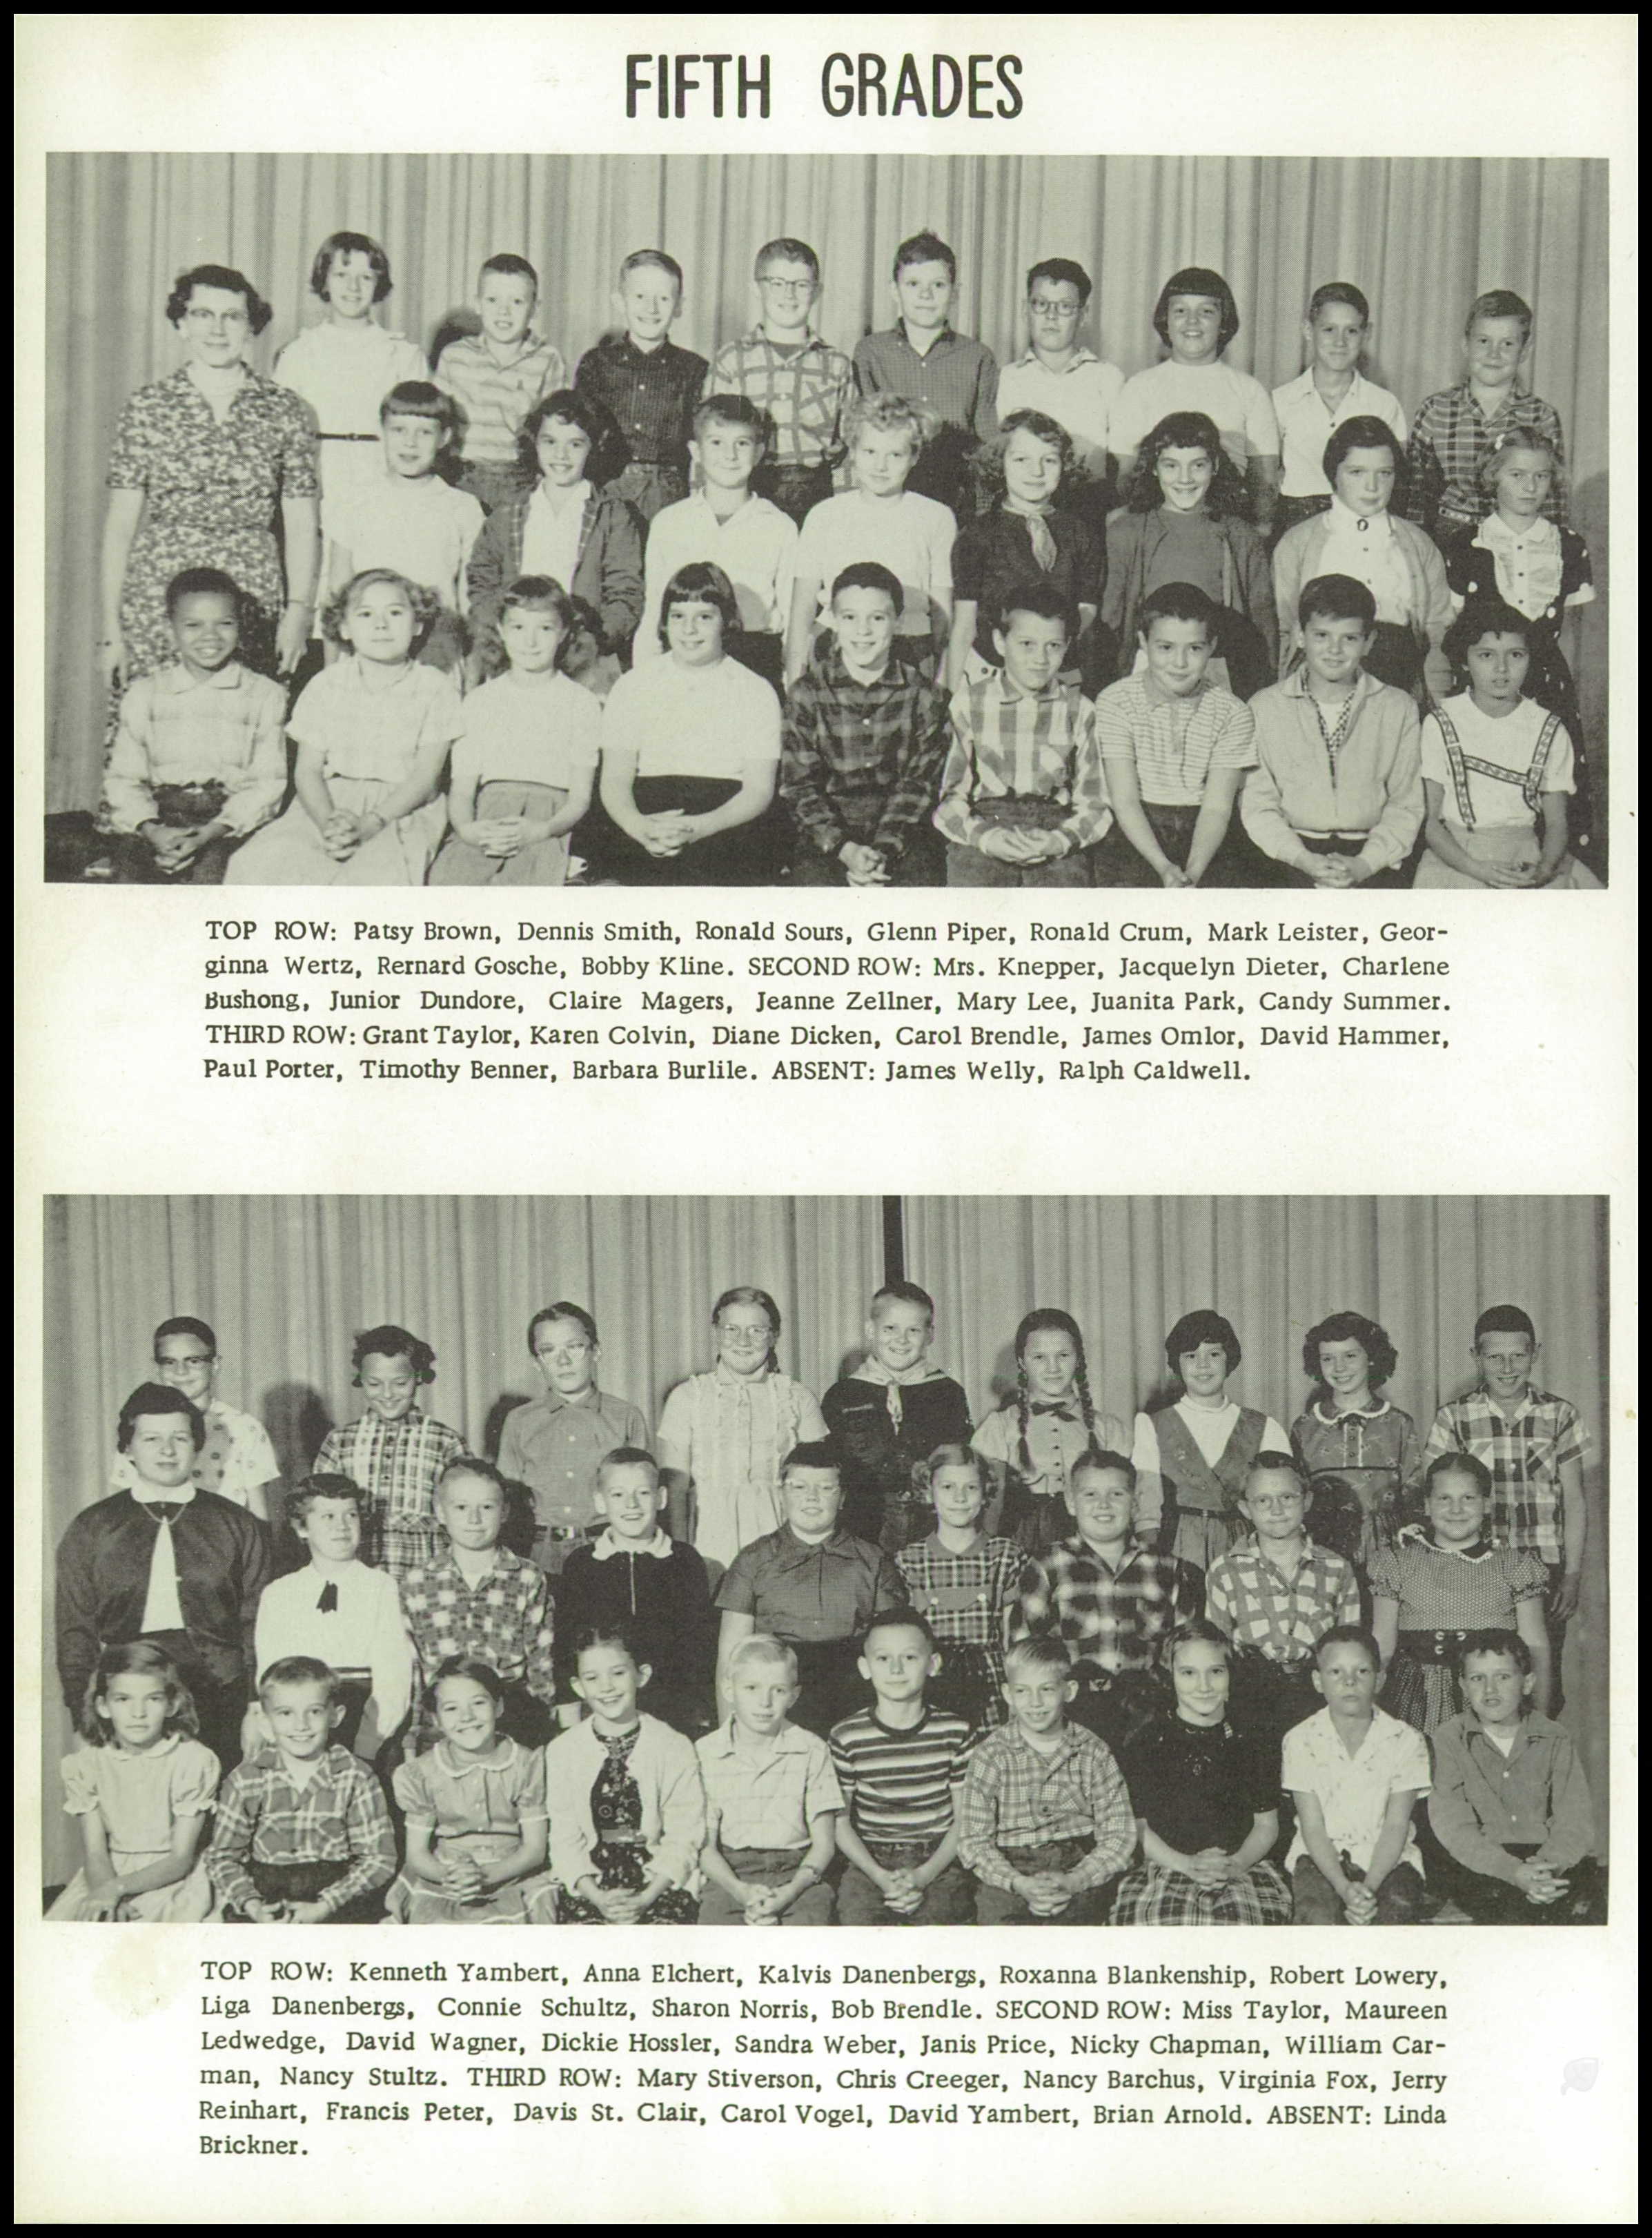 FIFTH GRADES
TOP ROW: Patsy Brown, Dennis Smith, Ronald Sours, Glenn Piper, Ronald Crum, Mark Leister, Geor-
ginna Wertz, Rernard Gosche, Bobby Kline. SECOND ROW: Mrs. Knepper, Jacquelyn Dieter, Charlene
Bushong, Junior Dundore, Claire Magers, Jeanne Zellner, Mary Lee, Juanita Park, Candy Summer.
THIRD ROW: Grant Taylor, Karen Colvin, Diane Dicken, Carol Brendle, James Omlor, David Hammer,
Paul Porter, Timothy Benner, Barbara Burlile. ABSENT: James Welly, Ralph Caldwell.
TOP ROW: Kenneth Yambert, Anna Elchert, Kalvis Danenbergs, Roxanna Blankenship, Robert Lowery,
Liga Danenbergs, Connie Schultz, Sharon Norris, Bob Brendle. SECOND ROW: Miss Taylor, Maureen
Ledwedge, David Wagner, Dickie Hossler, Sandra Weber, Janis Price, Nicky Chapman, William Car-
man, Nancy Stultz. THIRD ROW: Mary Stiverson, Chris Creeger, Nancy Barchus, Virginia Fox, Jerry
Reinhart, Francis Peter, Davis St. Clair, Carol Vogel, David Yambert, Brian Arnold. ABSENT: Linda
Brickner.